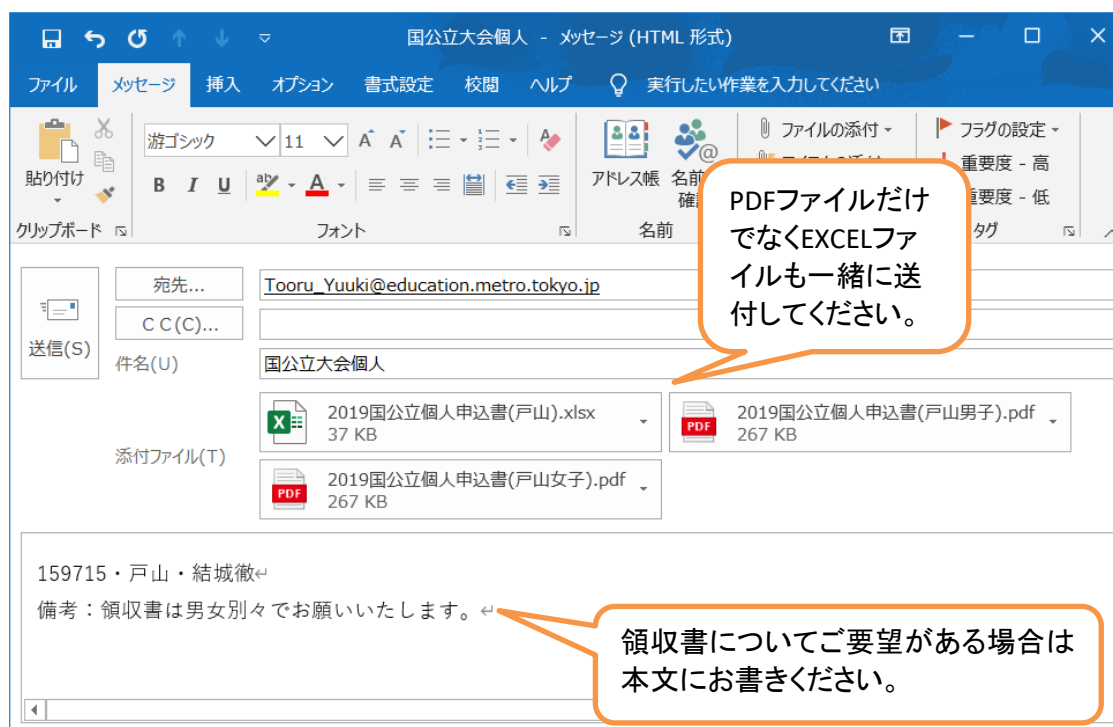 国公立大会個人 - メッセージ (HTML 形式)
ファイル メッセージ 挿入 オプション 書式設定 校閲 ヘルプ 実行したい作業を入力してください
貼り付け
クリップボード
游ゴシック 11
B I U
フォント
アドレス帳
名前
ファイルの添付
フラグの設定
重要度 - 高
重要度 - 低
タグ
PDFファイルだけ
でなくEXCELファ
イルも一緒に送
付してください。
送信(S)
宛先... Tooru_Yuuki@education.metro.tokyo.jp
C C(C)...
件名(U) 国公立大会個人
添付ファイル(T)
2019国公立個人申込書(戸山).xlsx
37 KB
2019国公立個人申込書(戸山男子).pdf
267 KB
2019国公立個人申込書(戸山女子).pdf
267 KB
159715・戸山・結城徹↵
備考：領収書は男女別々でお願いいたします。↵
領収書についてご要望がある場合は
本文にお書きください。